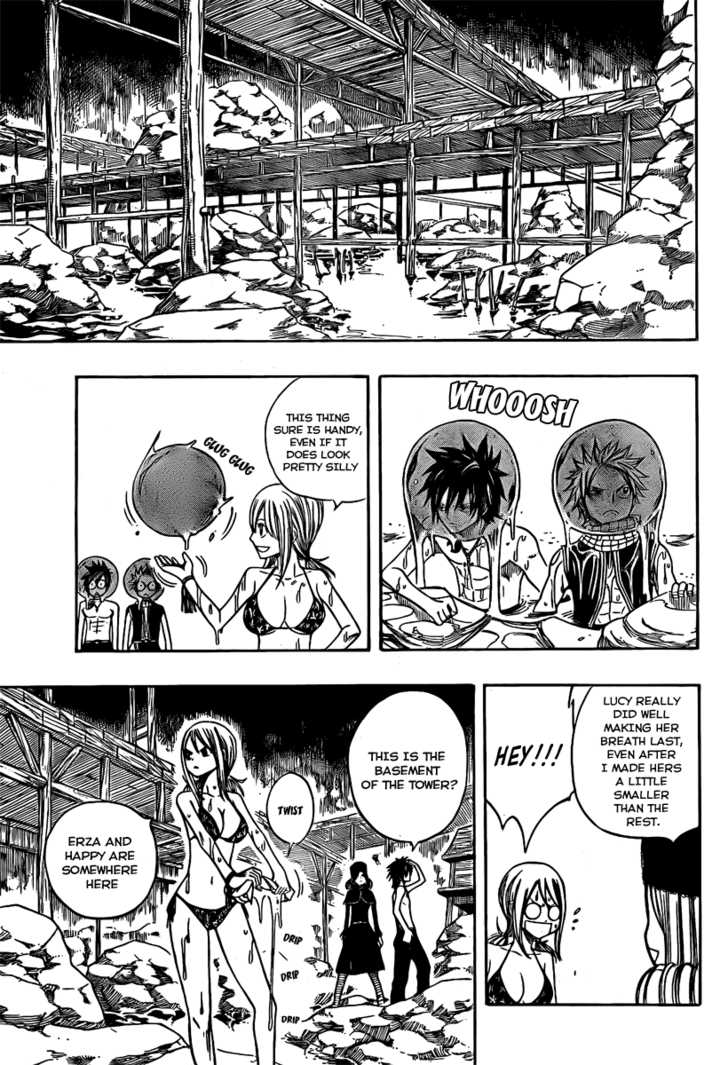 WHOOOSH
THIS THING
SURE IS HANDY,
EVEN IF IT
DOES LOOK
PRETTY SILLY
GLUG GLUG
LUCY REALLY
DID WELL
MAKING HER
BREATH LAST,
EVEN AFTER
I MADE HERS
A LITTLE
SMALLER
THAN THE
REST.
HEY!!!
THIS IS THE
BASEMENT
OF THE TOWER?
TWIST
ERZA AND
HAPPY ARE
SOMEWHERE
HERE
DRIP
DRIP
DRIP